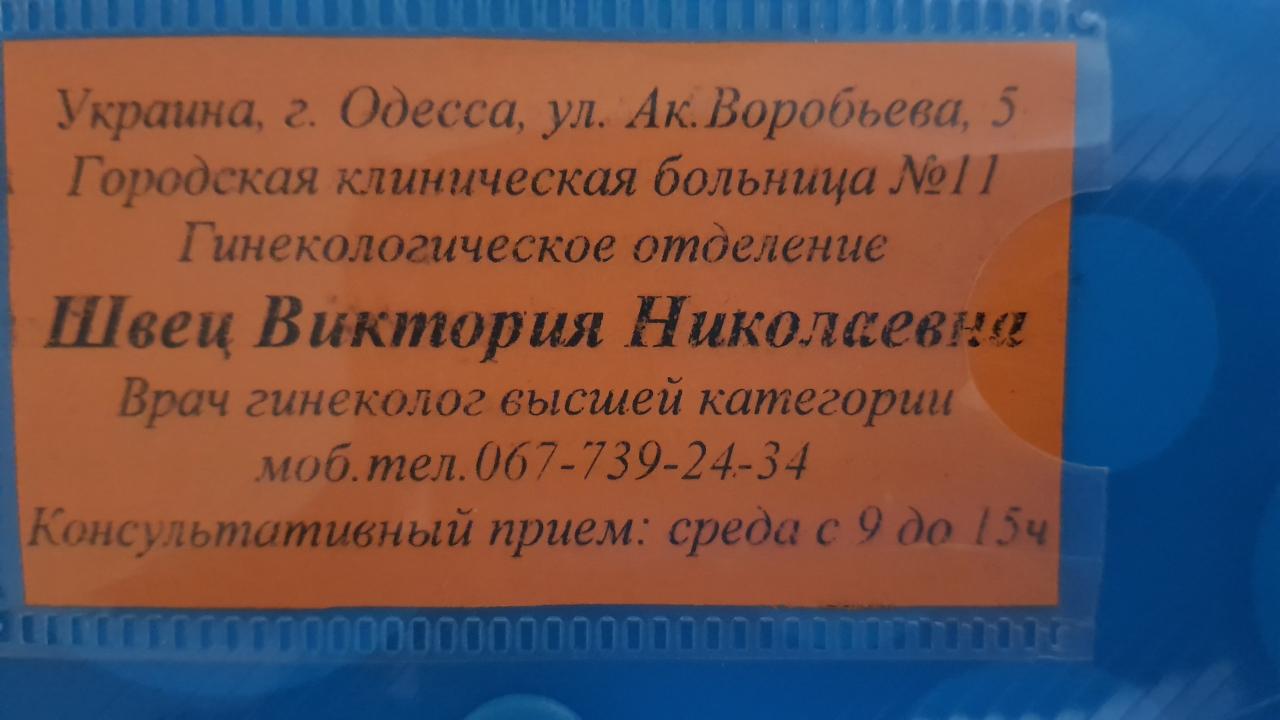 Украина, г. Одесса, ул. Ак.Воробьева, 5
Городская клиническая больница №11
Гинекологическое отделение
Швец Виктория Николаевна
Врач гинеколог высшей категории
моб.тел.067-739-24-34
Консультативный прием: среда с 9 до 15ч